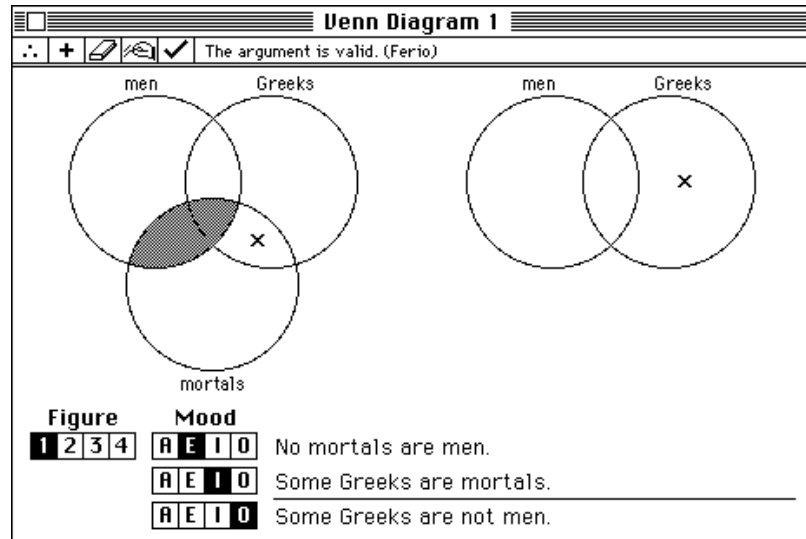 Venn Diagram 1
∴ + ✓ The argument is valid. (Ferio)
men Greeks men Greeks
mortals
Figure Mood
1 2 3 4 A E I O No mortals are men.
A E I O Some Greeks are mortals.
A E I O Some Greeks are not men.